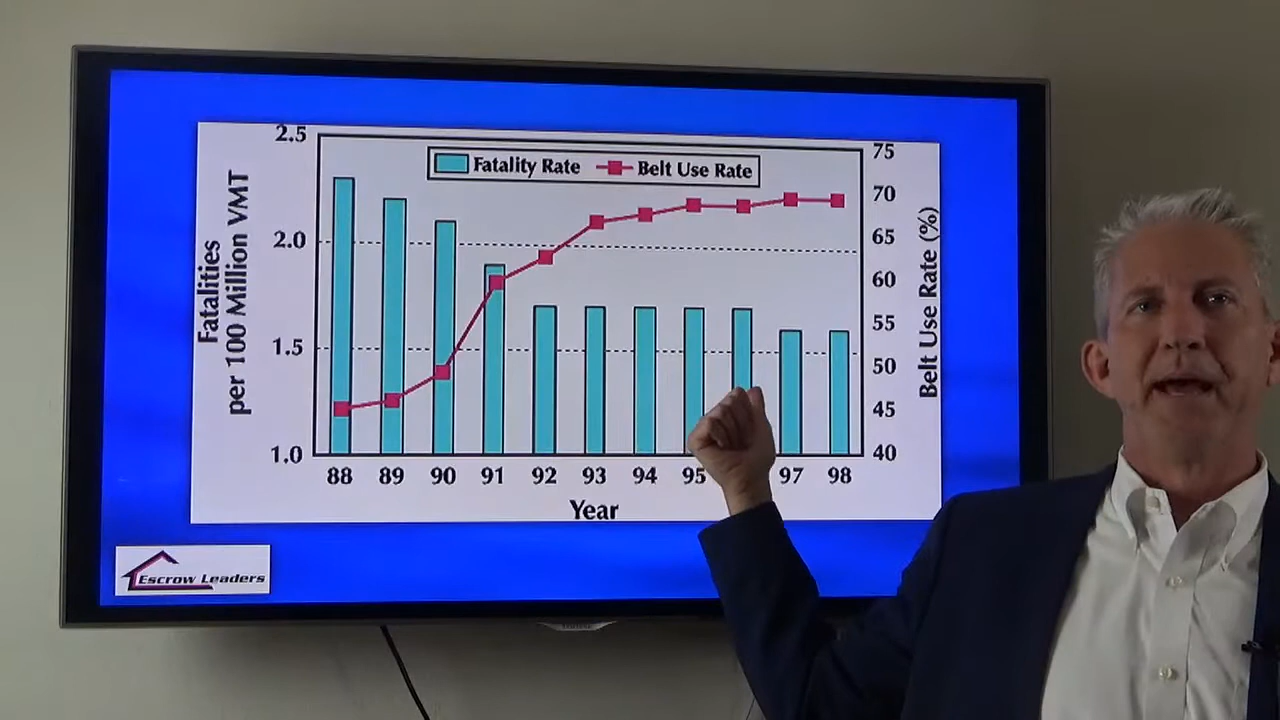 2.5
2.0
1.5
1.0
Fatalities
per 100 Million VMT
Fatality Rate
Belt Use Rate
75
70
65
60
55
50
45
40
Belt Use Rate (%)
88 89 90 91 92 93 94 95 97 98
Year
Escrow Leaders